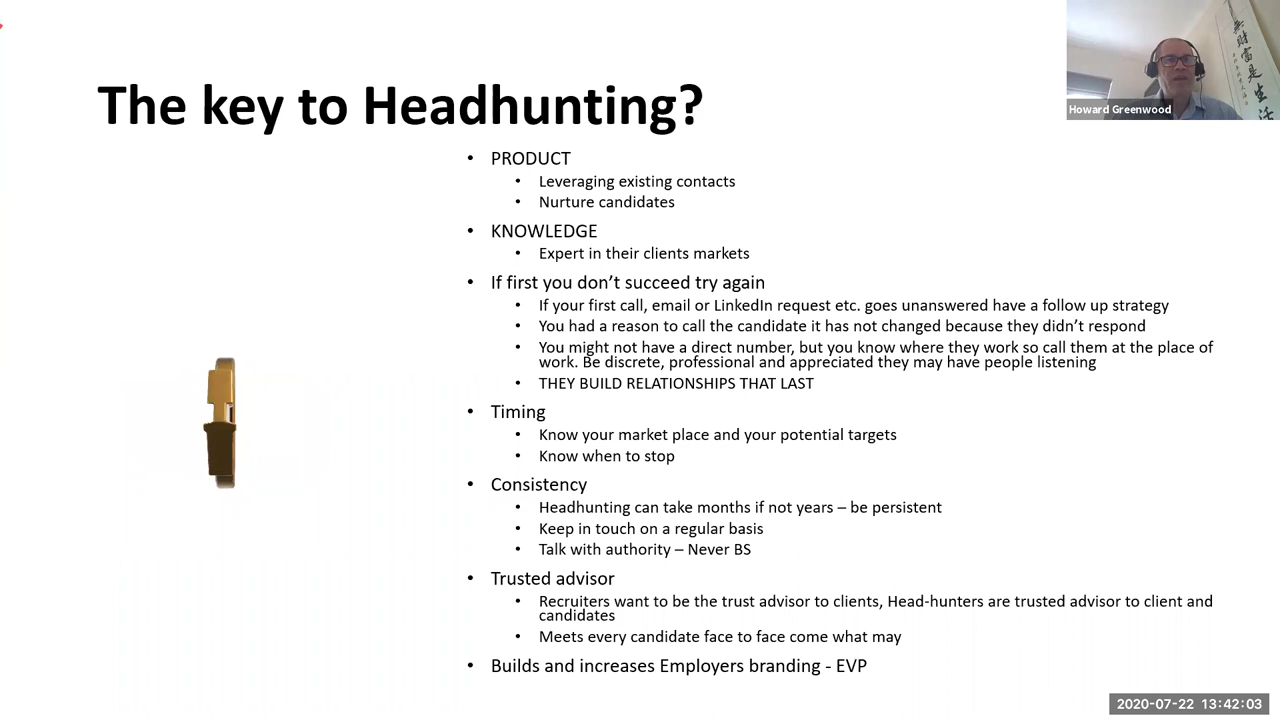 The key to Headhunting?
• PRODUCT
• Leveraging existing contacts
• Nurture candidates
• KNOWLEDGE
• Expert in their clients markets
• If first you don’t succeed try again
• If your first call, email or LinkedIn request etc. goes unanswered have a follow up strategy
• You had a reason to call the candidate it has not changed because they didn’t respond
• You might not have a direct number, but you know where they work so call them at the place of
work. Be discrete, professional and appreciated they may have people listening
• THEY BUILD RELATIONSHIPS THAT LAST
• Timing
• Know your market place and your potential targets
• Know when to stop
• Consistency
• Headhunting can take months if not years – be persistent
• Keep in touch on a regular basis
• Talk with authority – Never BS
• Trusted advisor
• Recruiters want to be the trust advisor to clients, Head-hunters are trusted advisor to client and
candidates
• Meets every candidate face to face come what may
• Builds and increases Employers branding - EVP
Howard Greenwood
無財富是生活
2020-07-22 13:42:03